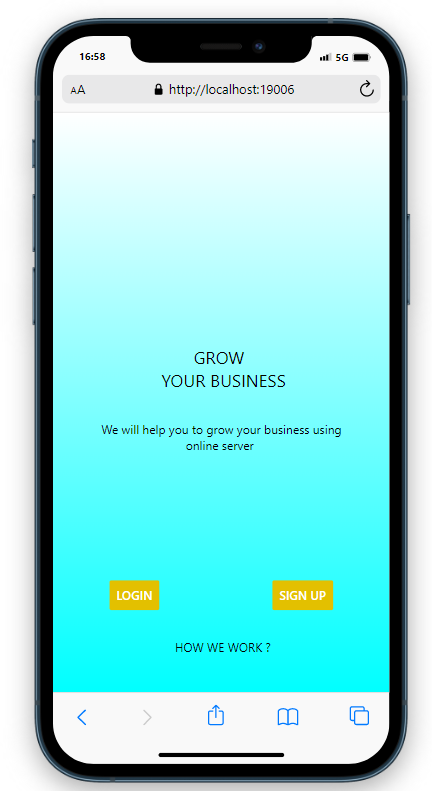 16:58
5G
AA
http://localhost:19006
GROW
YOUR BUSINESS
We will help you to grow your business using
online server
LOGIN
SIGN UP
HOW WE WORK ?